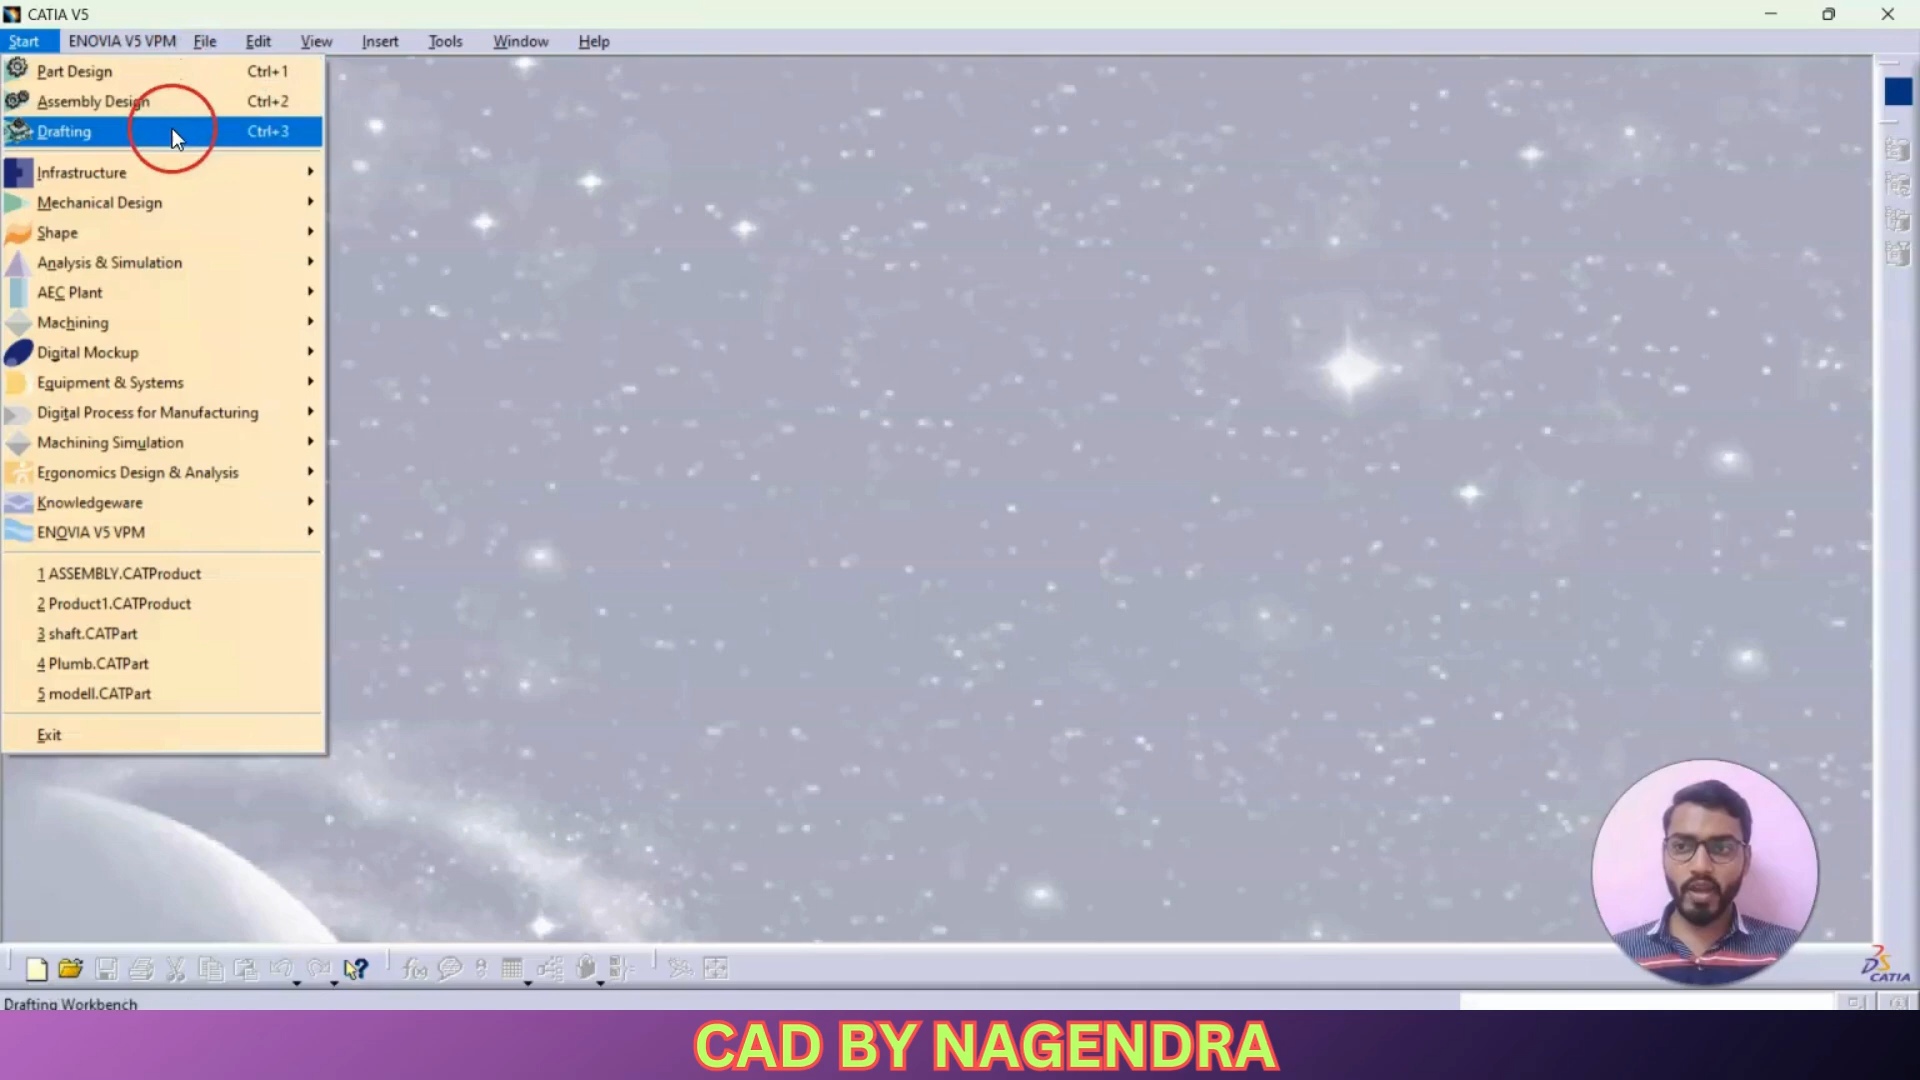 CATIA V5
Start ENOVIA V5 VPM File Edit View Insert Tools Window Help
Part Design Ctrl+1
Assembly Design Ctrl+2
Drafting Ctrl+3
Infrastructure
Mechanical Design
Shape
Analysis & Simulation
AEC Plant
Machining
Digital Mockup
Equipment & Systems
Digital Process for Manufacturing
Machining Simulation
Ergonomics Design & Analysis
Knowledgeware
ENOVIA V5 VPM
1 ASSEMBLY.CATProduct
2 Product1.CATProduct
3 shaft.CATPart
4 Plumb.CATPart
5 modell.CATPart
Exit
f(x)
CATIA
Drafting Workbench
CAD BY NAGENDRA